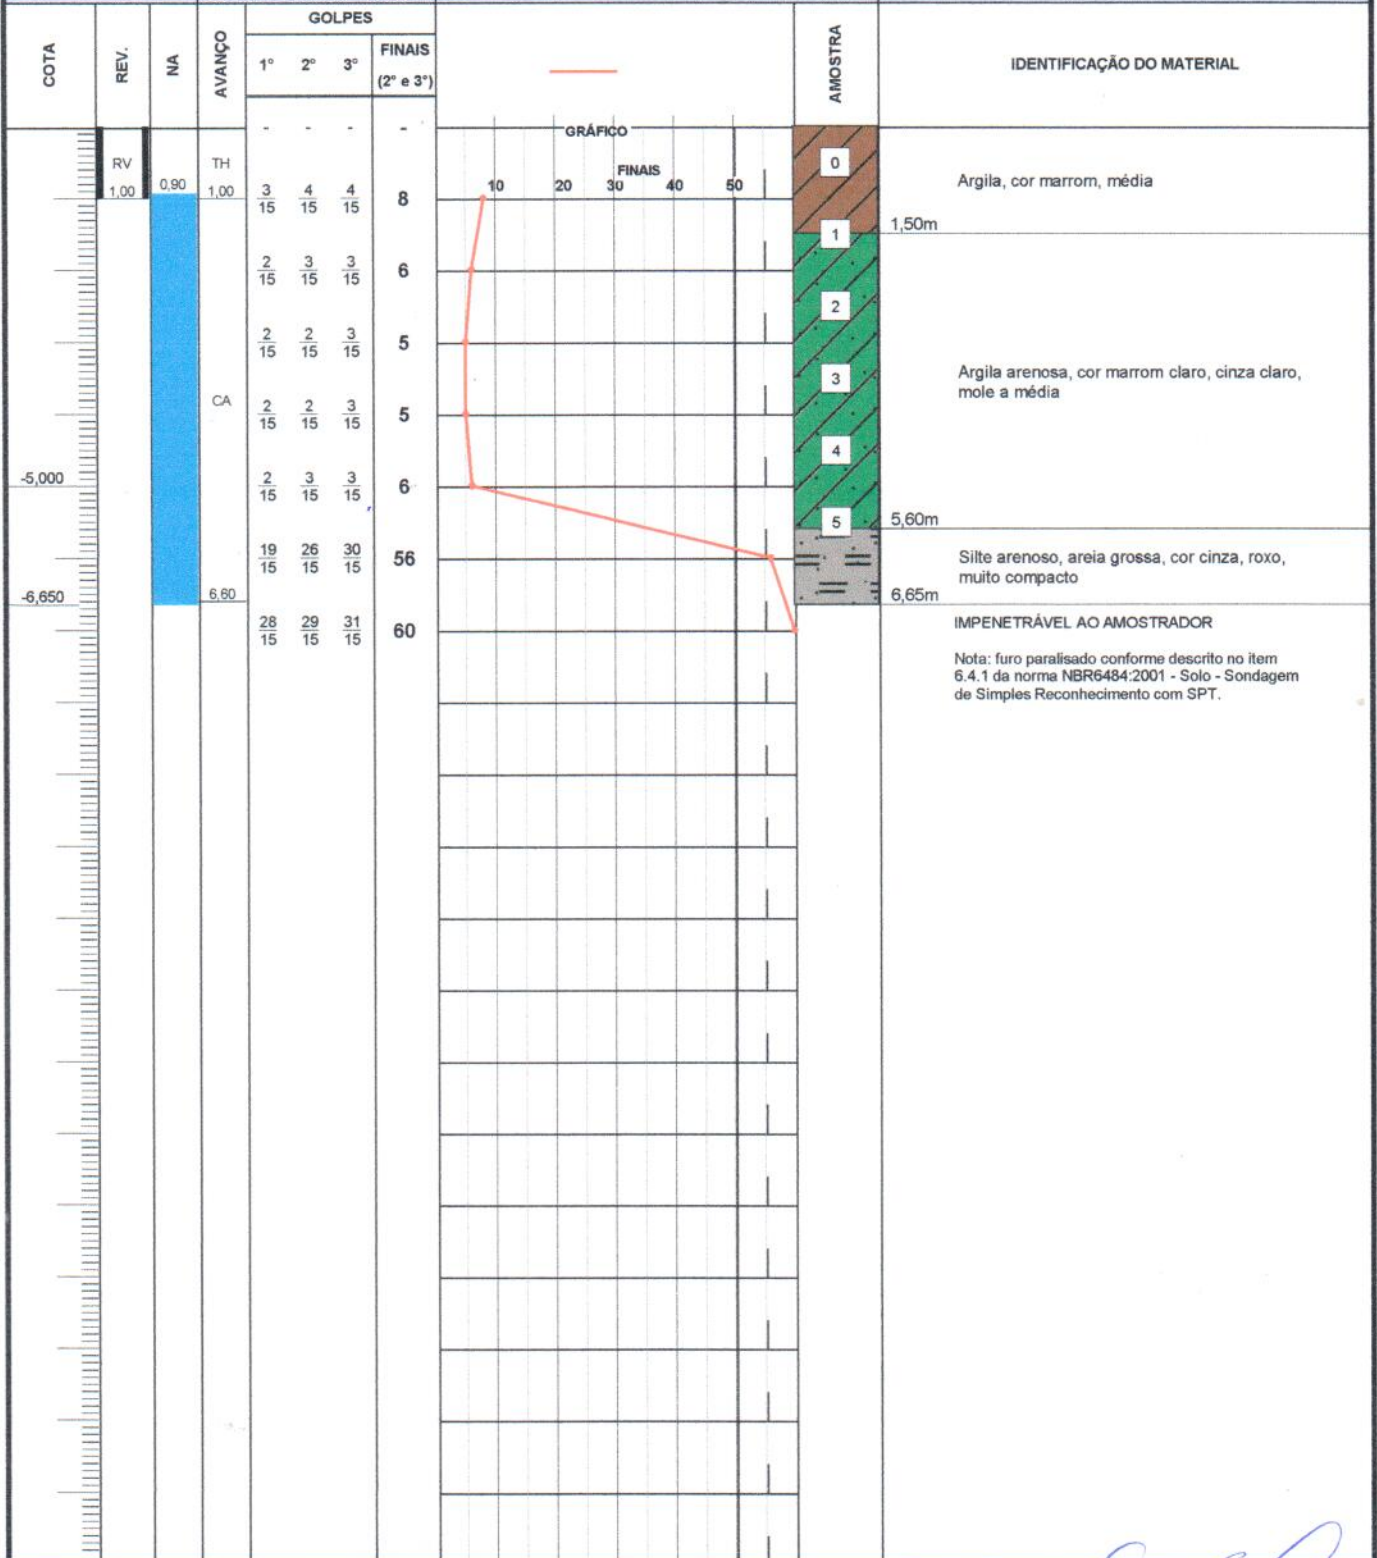 GOLPES
COTA
REV.
NA
AVANÇO
1° 2° 3°
FINAIS
(2° e 3°)
AMOSTRA
IDENTIFICAÇÃO DO MATERIAL
- - - -
GRÁFICO
FINAIS
10 20 30 40 50
RV
1,00
0,90
TH
1,00
3/15 4/15 4/15 8
0
Argila, cor marrom, média
1,50m
1
2/15 3/15 3/15 6
2
2/15 2/15 3/15 5
3
Argila arenosa, cor marrom claro, cinza claro,
mole a média
CA
2/15 2/15 3/15 5
4
-5,000
2/15 3/15 3/15 6
5
5,60m
19/15 26/15 30/15 56
Silte arenoso, areia grossa, cor cinza, roxo,
muito compacto
-6,650
6,60
6,65m
28/15 29/15 31/15 60
IMPENETRÁVEL AO AMOSTRADOR
Nota: furo paralisado conforme descrito no item
6.4.1 da norma NBR6484:2001 - Solo - Sondagem
de Simples Reconhecimento com SPT.